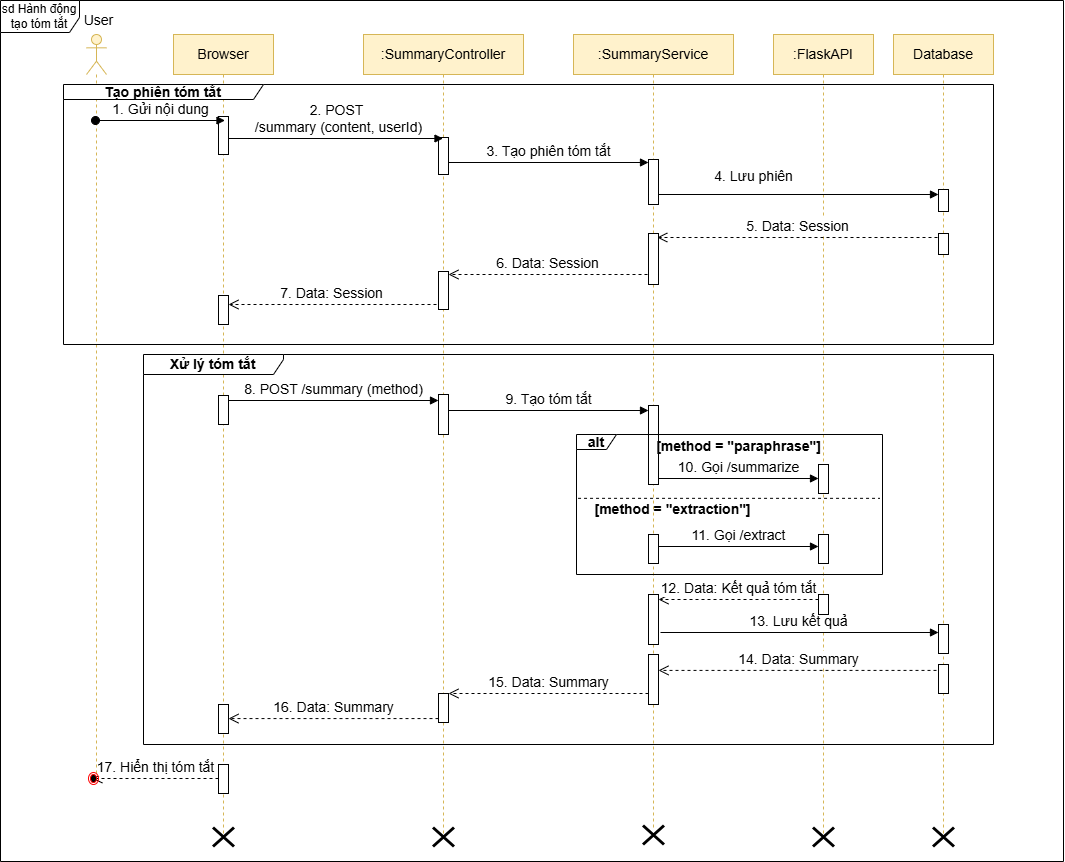 sd Hành động
tạo tóm tắt
User
Browser
:SummaryController
:SummaryService
:FlaskAPI
Database
Tạo phiên tóm tắt
1. Gửi nội dung
2. POST
/summary (content, userId)
3. Tạo phiên tóm tắt
4. Lưu phiên
5. Data: Session
6. Data: Session
7. Data: Session
Xử lý tóm tắt
8. POST /summary (method)
9. Tạo tóm tắt
alt
[method = "paraphrase"]
10. Gọi /summarize
[method = "extraction"]
11. Gọi /extract
12. Data: Kết quả tóm tắt
13. Lưu kết quả
14. Data: Summary
15. Data: Summary
16. Data: Summary
17. Hiển thị tóm tắt